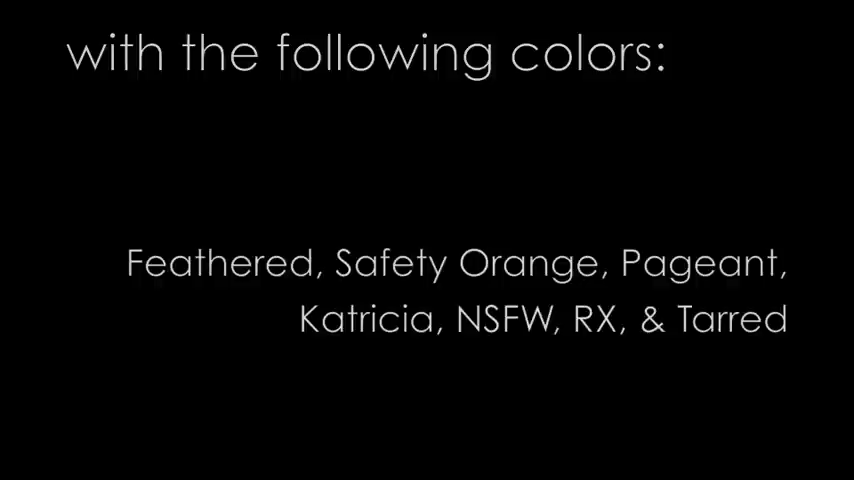 with the following colors:
Feathered, Safety Orange, Pageant,
Katricia, NSFW, RX, & Tarred